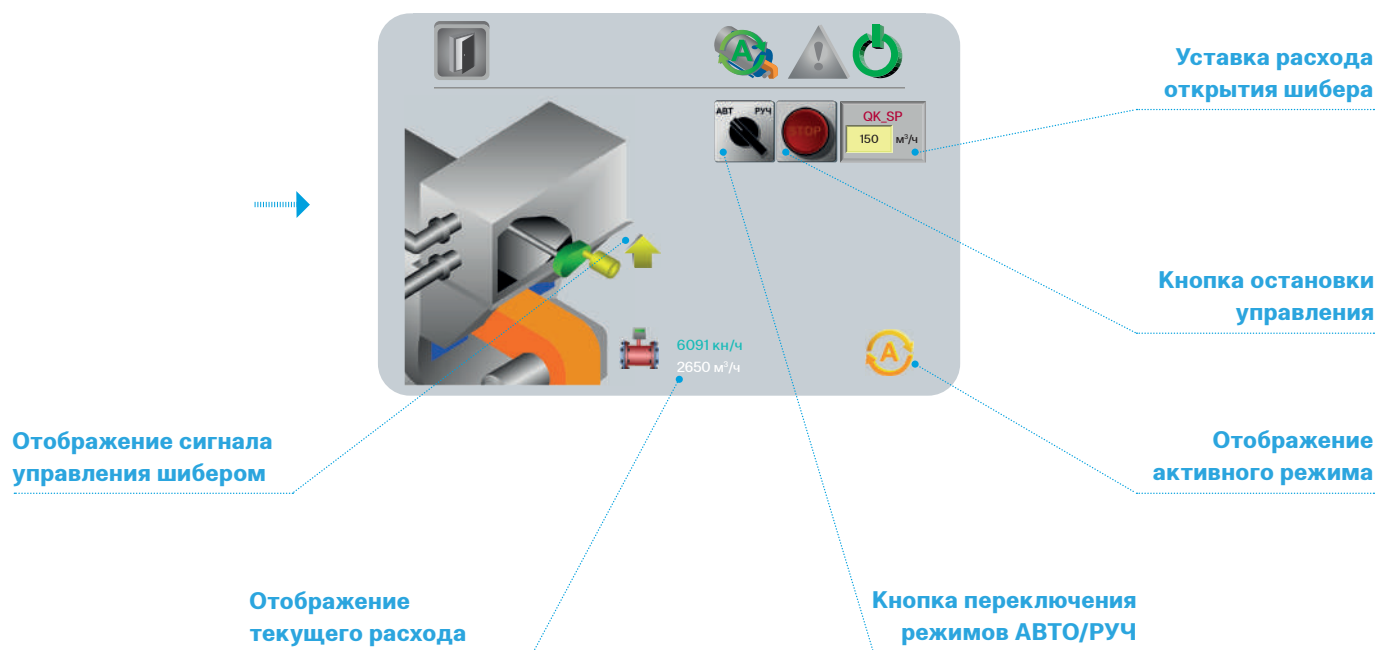 Уставка расхода
открытия шибера
A
АВТ РУЧ
STOP
QK_SP
150 м³/ч
Кнопка остановки
управления
6091 кн/ч
2650 м³/ч
A
Отображение сигнала
управления шибером
Отображение
активного режима
Отображение
текущего расхода
Кнопка переключения
режимов АВТО/РУЧ